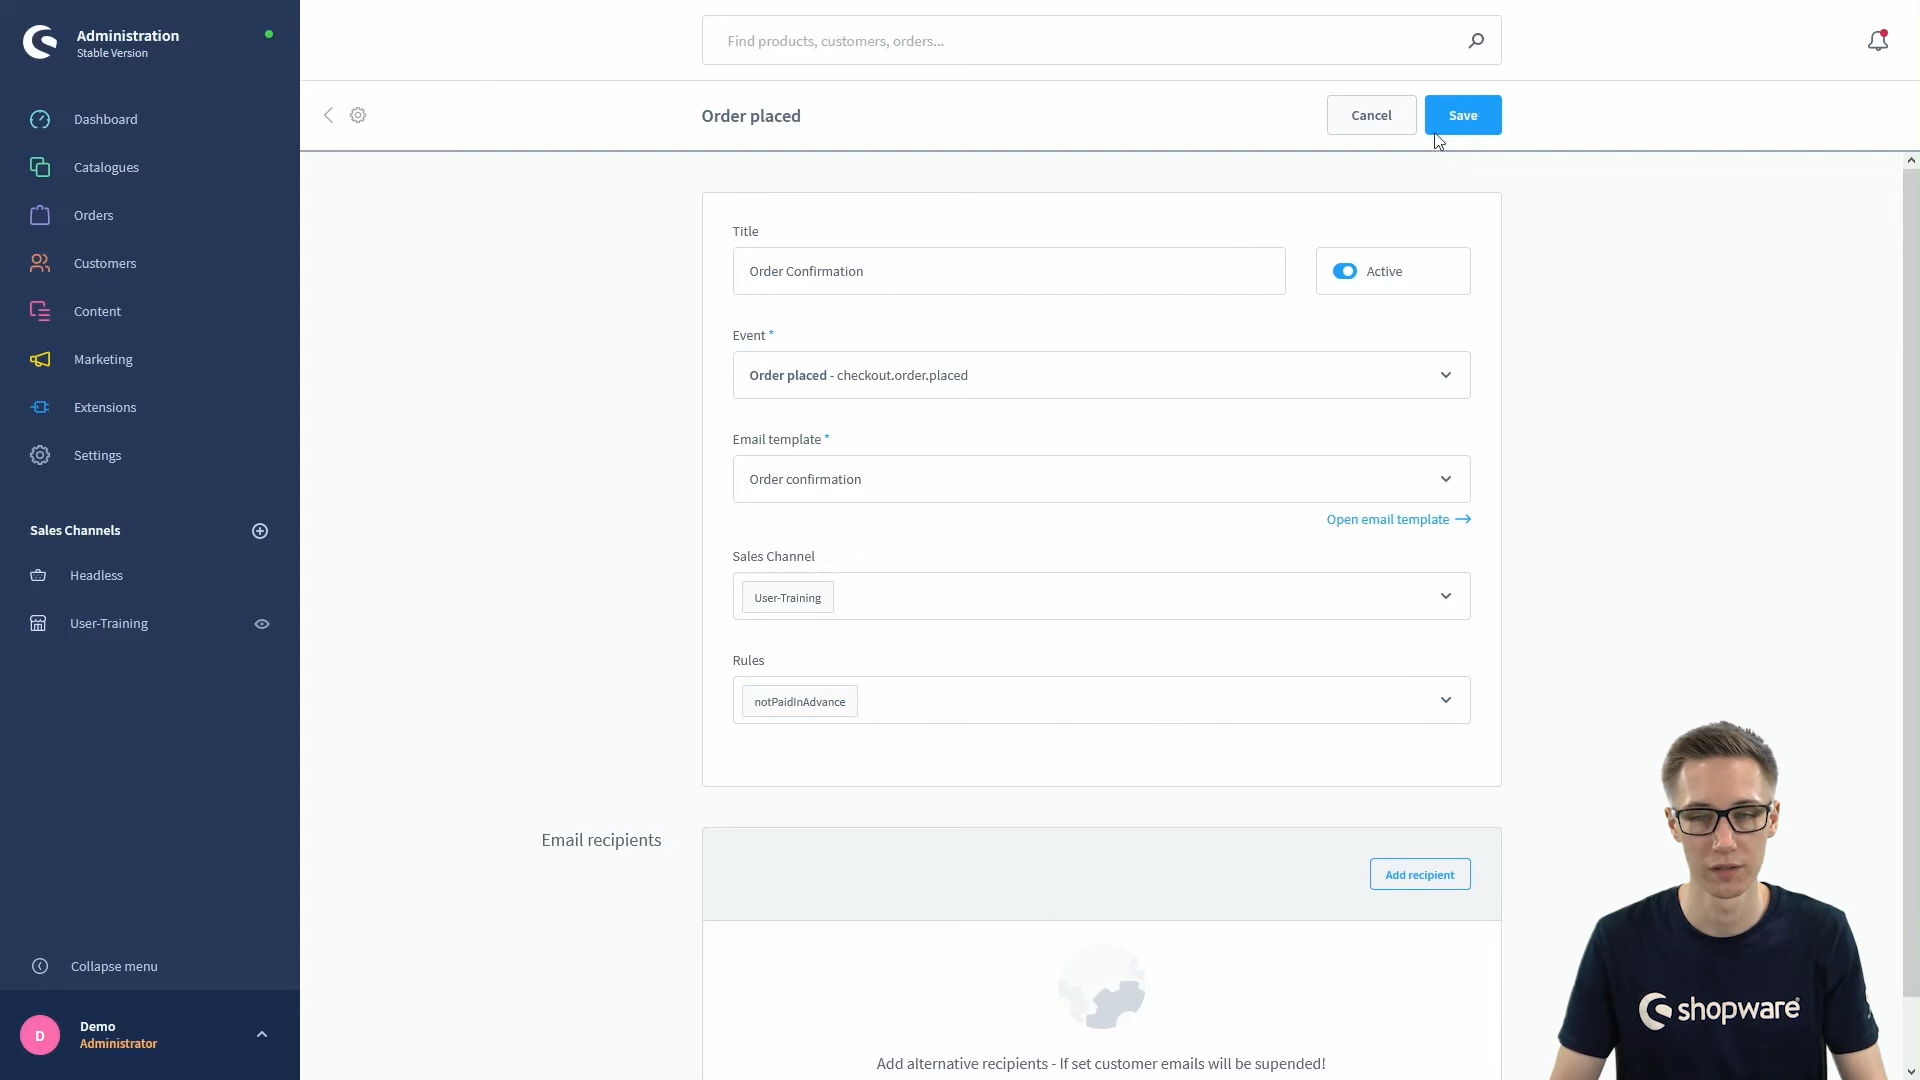 Administration
Stable Version
Find products, customers, orders...
Order placed
Cancel
Save
Dashboard
Catalogues
Orders
Customers
Content
Marketing
Extensions
Settings
Sales Channels
Headless
User-Training
Collapse menu
D
Demo
Administrator
Title
Order Confirmation
Active
Event *
Order placed - checkout.order.placed
Email template *
Order confirmation
Open email template
Sales Channel
User-Training
Rules
notPaidInAdvance
Email recipients
Add recipient
Add alternative recipients - If set customer emails will be supended!
shopware